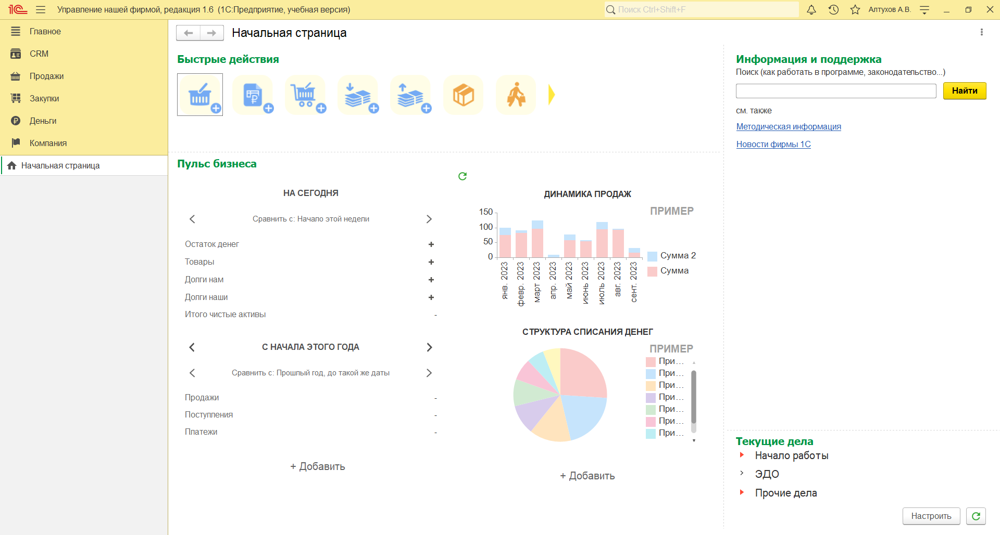 1С Управление нашей фирмой, редакция 1.6 (1С:Предприятие, учебная версия)
Поиск Ctrl+Shift+F
Алтухов А.В.
Главное
CRM
Продажи
Закупки
Деньги
Компания
Начальная страница
Начальная страница
Быстрые действия
Пульс бизнеса
НА СЕГОДНЯ
Сравнить с: Начало этой недели
Остаток денег +
Товары +
Долги нам +
Долги наши +
Итого чистые активы -
С НАЧАЛА ЭТОГО ГОДА
Сравнить с: Прошлый год, до такой же даты
Продажи -
Поступления -
Платежи -
+ Добавить
ДИНАМИКА ПРОДАЖ
ПРИМЕР
150
100
50
0
янв. 2023
февр. 2023
март 2023
апр. 2023
май 2023
июнь 2023
июль 2023
авг. 2023
сент. 2023
Сумма 2
Сумма
СТРУКТУРА СПИСАНИЯ ДЕНЕГ
ПРИМЕР
При...
При...
При...
При...
При...
При...
При...
+ Добавить
Информация и поддержка
Поиск (как работать в программе, законодательство...)
Найти
см. также
Методическая информация
Новости фирмы 1С
Текущие дела
Начало работы
ЭДО
Прочие дела
Настроить